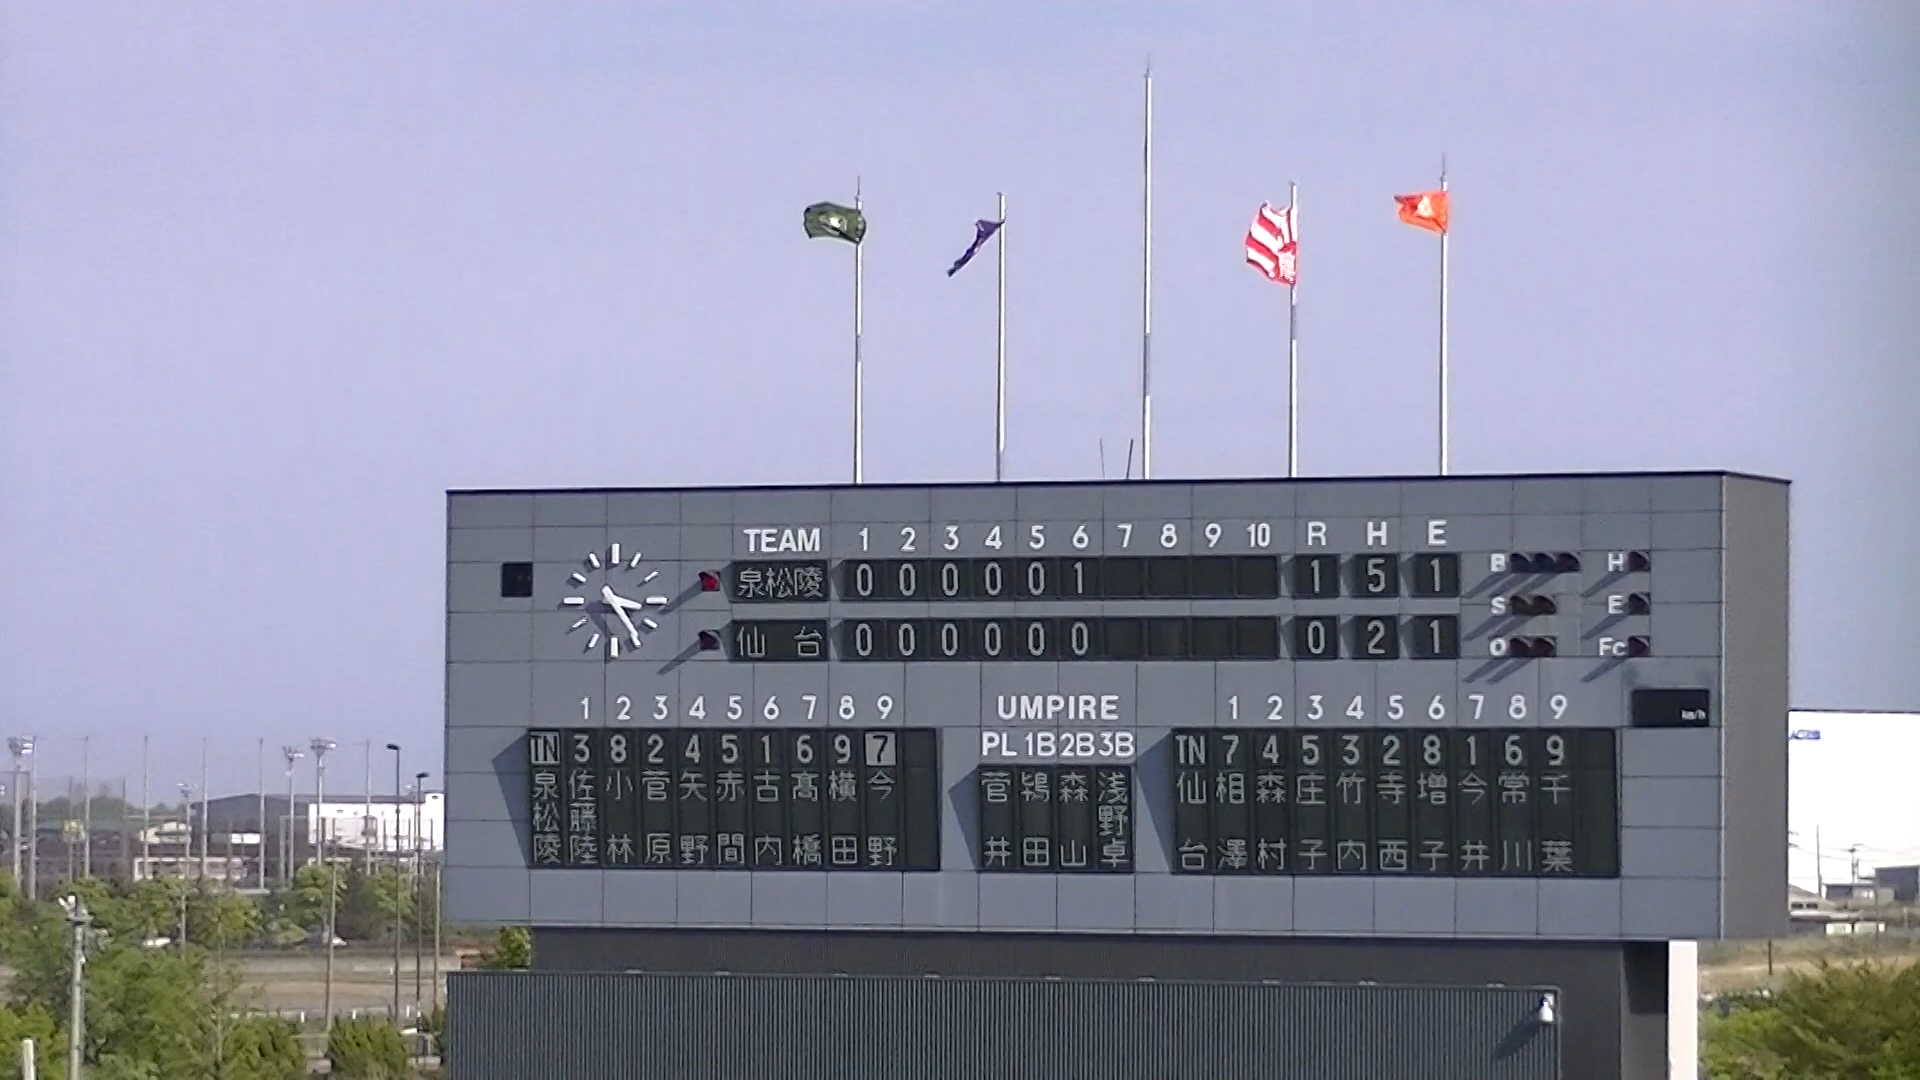 TEAM 1 2 3 4 5 6 7 8 9 10 R H E
泉松陵 0 0 0 0 0 1 1 5 1
仙台 0 0 0 0 0 0 0 2 1
B H
S E
O Fc
km/h
1 2 3 4 5 6 7 8 9
IN 3 8 2 4 5 1 6 9 7
泉松陵 佐藤陸 小林 菅原 矢野 赤間 古内 髙橋 横田 今野
UMPIRE
PL 1B 2B 3B
菅井 鴇田 森山 浅野卓
1 2 3 4 5 6 7 8 9
IN 7 4 5 3 2 8 1 6 9
仙台 相澤 森村 庄子 竹内 寺西 増子 今井 常川 千葉